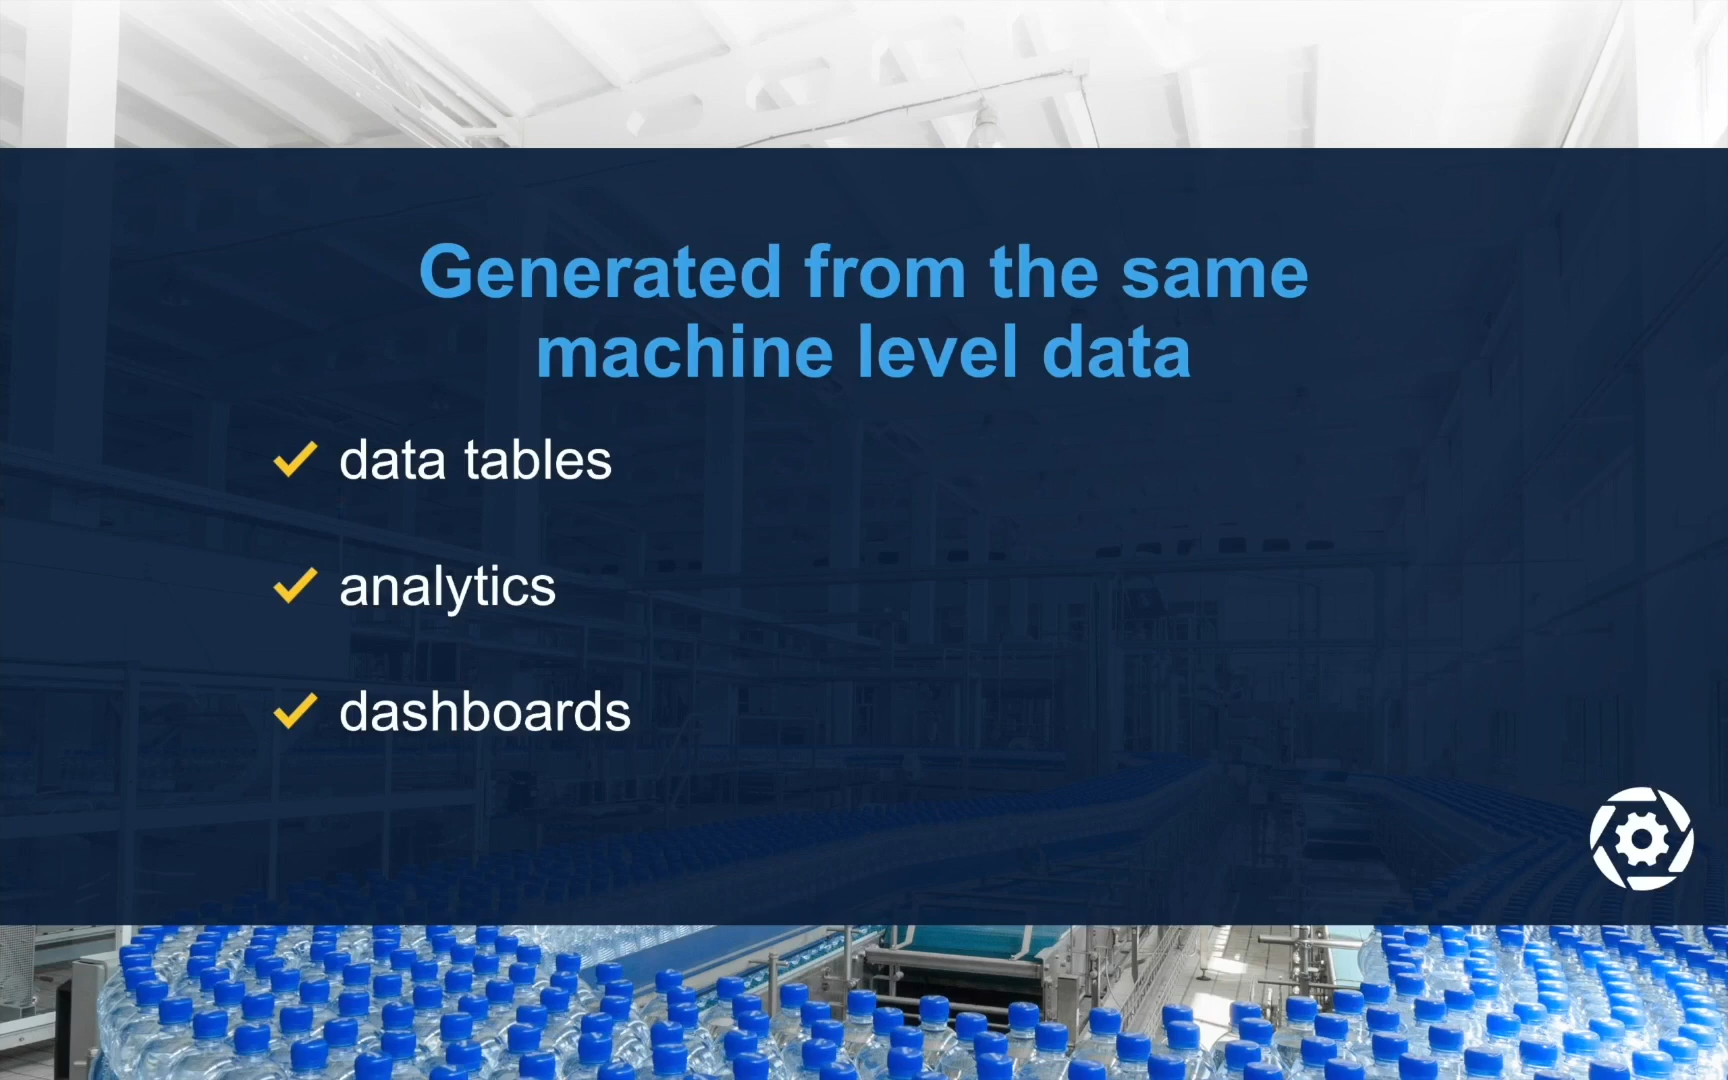 Generated from the same
machine level data
data tables
analytics
dashboards